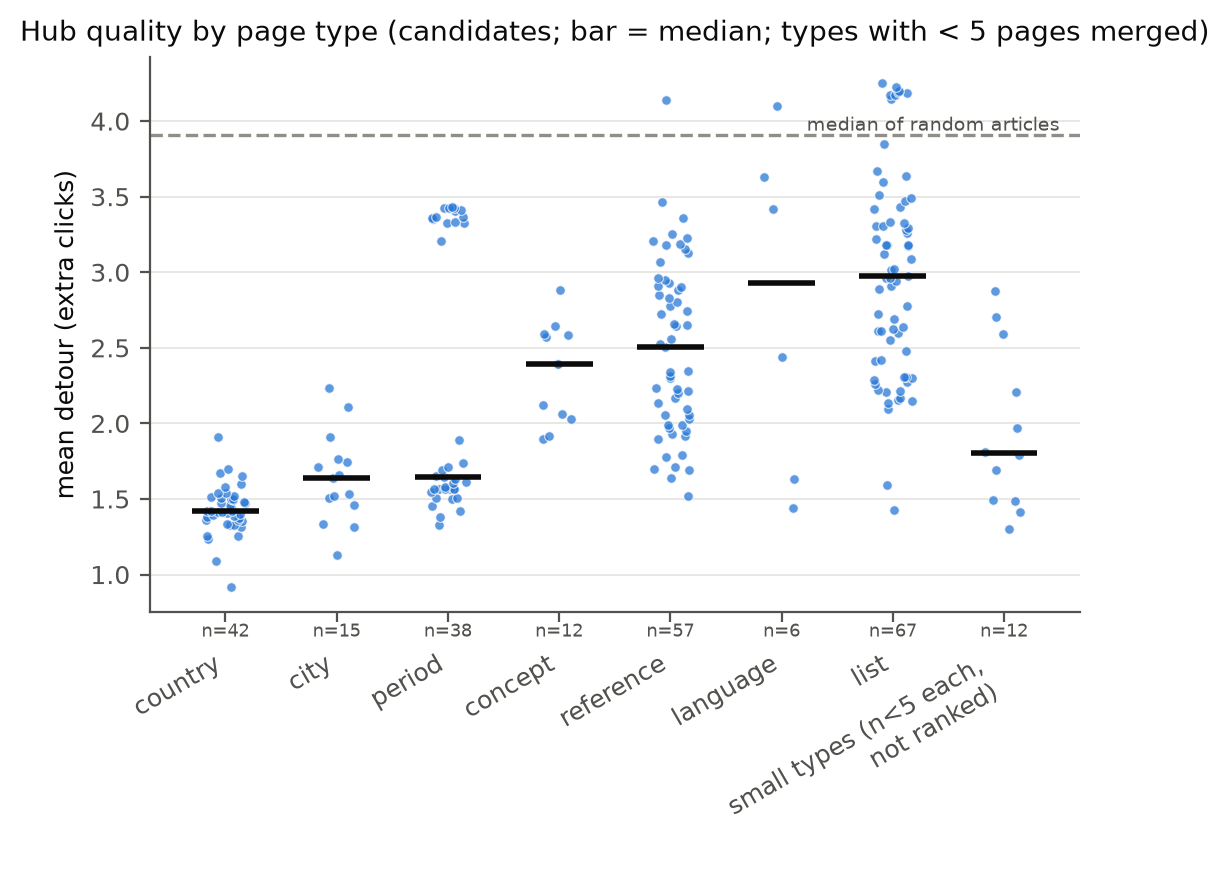 Hub quality by page type (candidates; bar = median; types with < 5 pages merged)
mean detour (extra clicks)
4.0
3.5
3.0
2.5
2.0
1.5
1.0
median of random articles
n=42
n=15
n=38
n=12
n=57
n=6
n=67
n=12
country
city
period
concept
reference
language
list
small types (n<5 each,
not ranked)